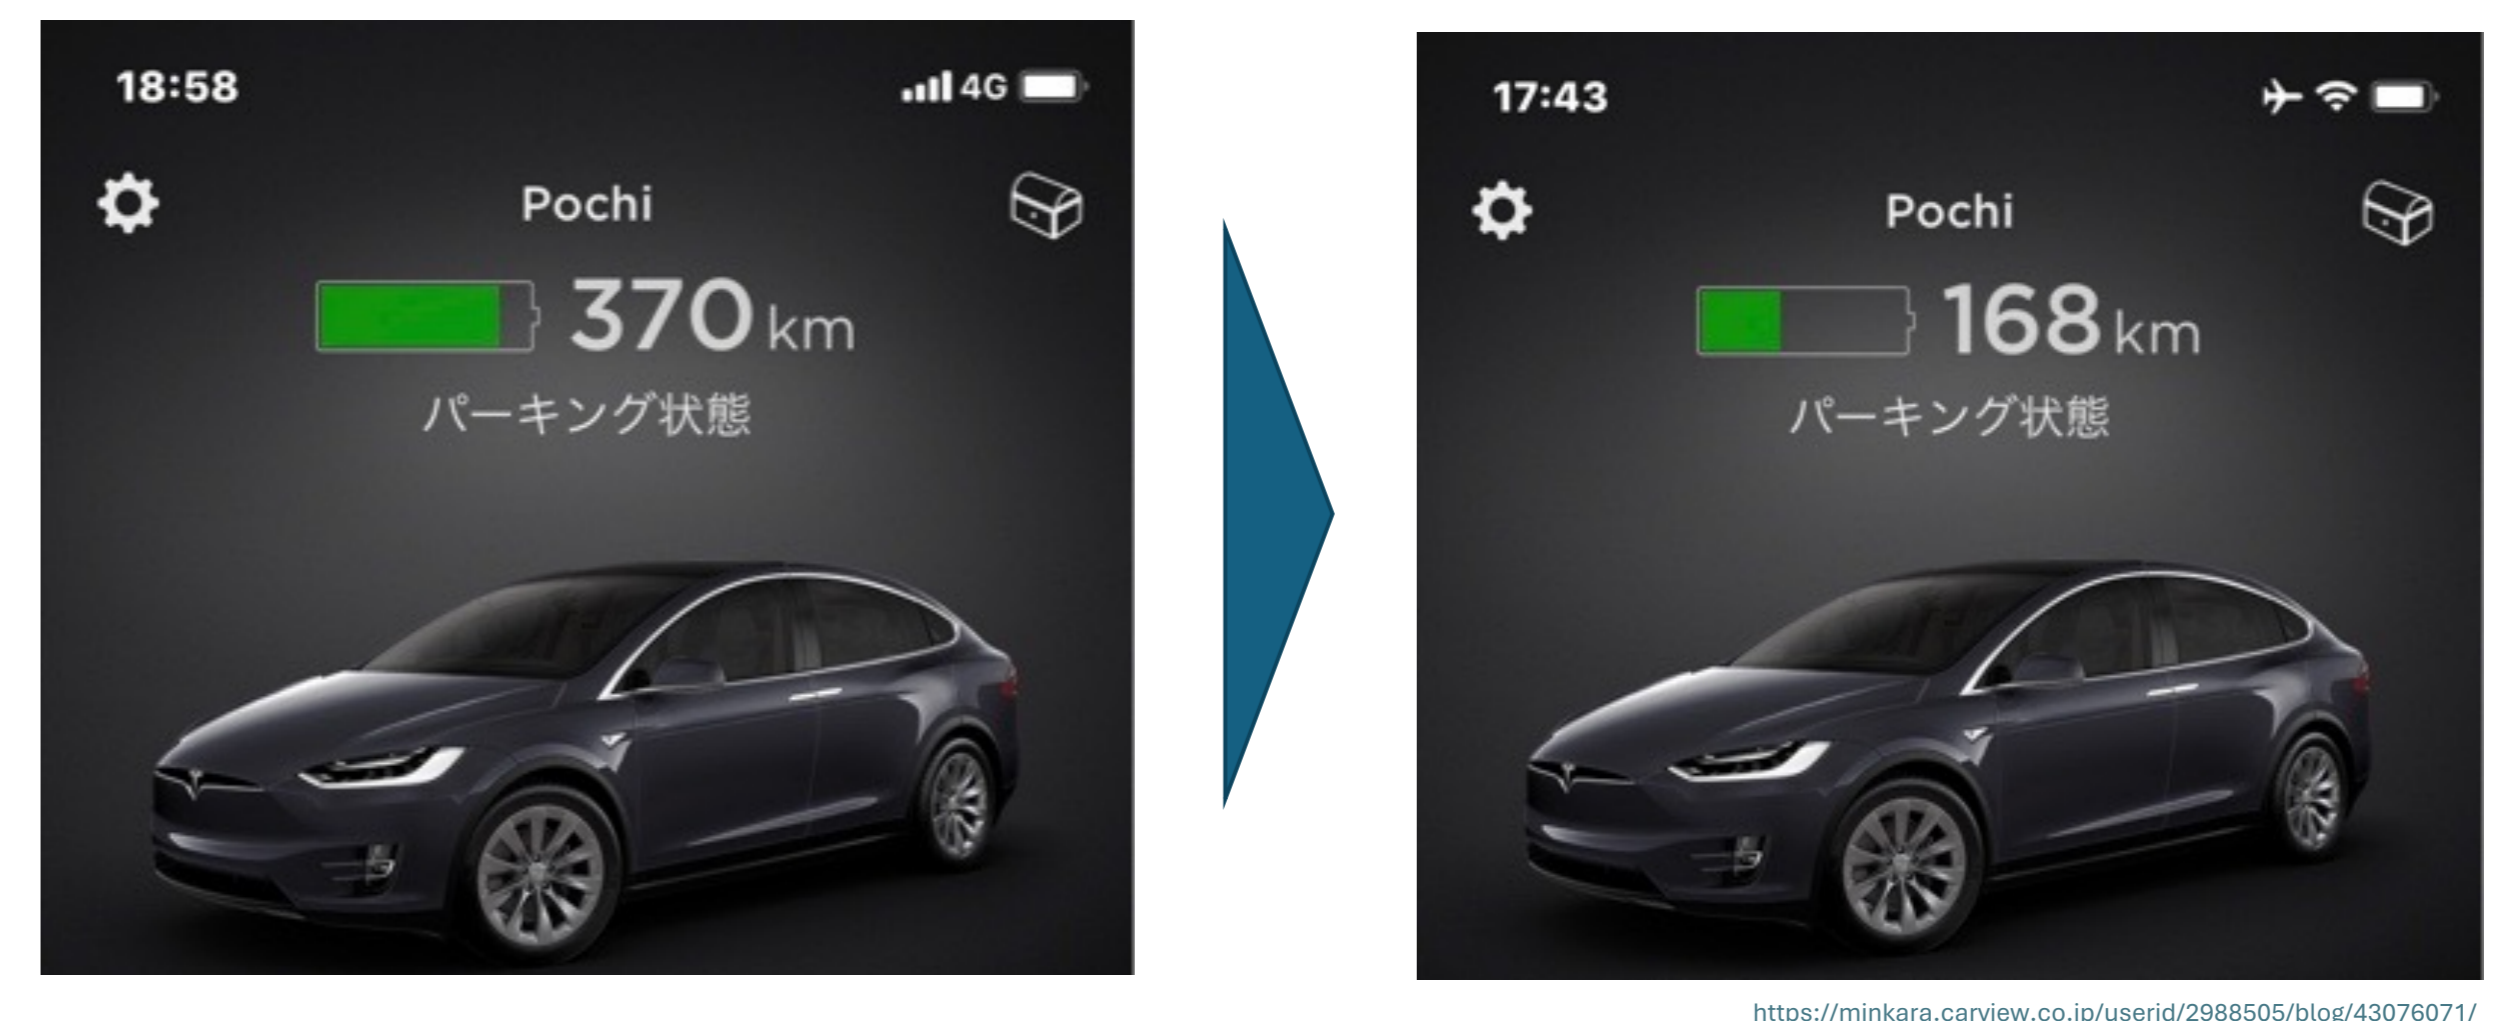 18:58
4G
Pochi
370 km
パーキング状態
17:43
Pochi
168 km
パーキング状態
https://minkara.carview.co.jp/userid/2988505/blog/43076071/